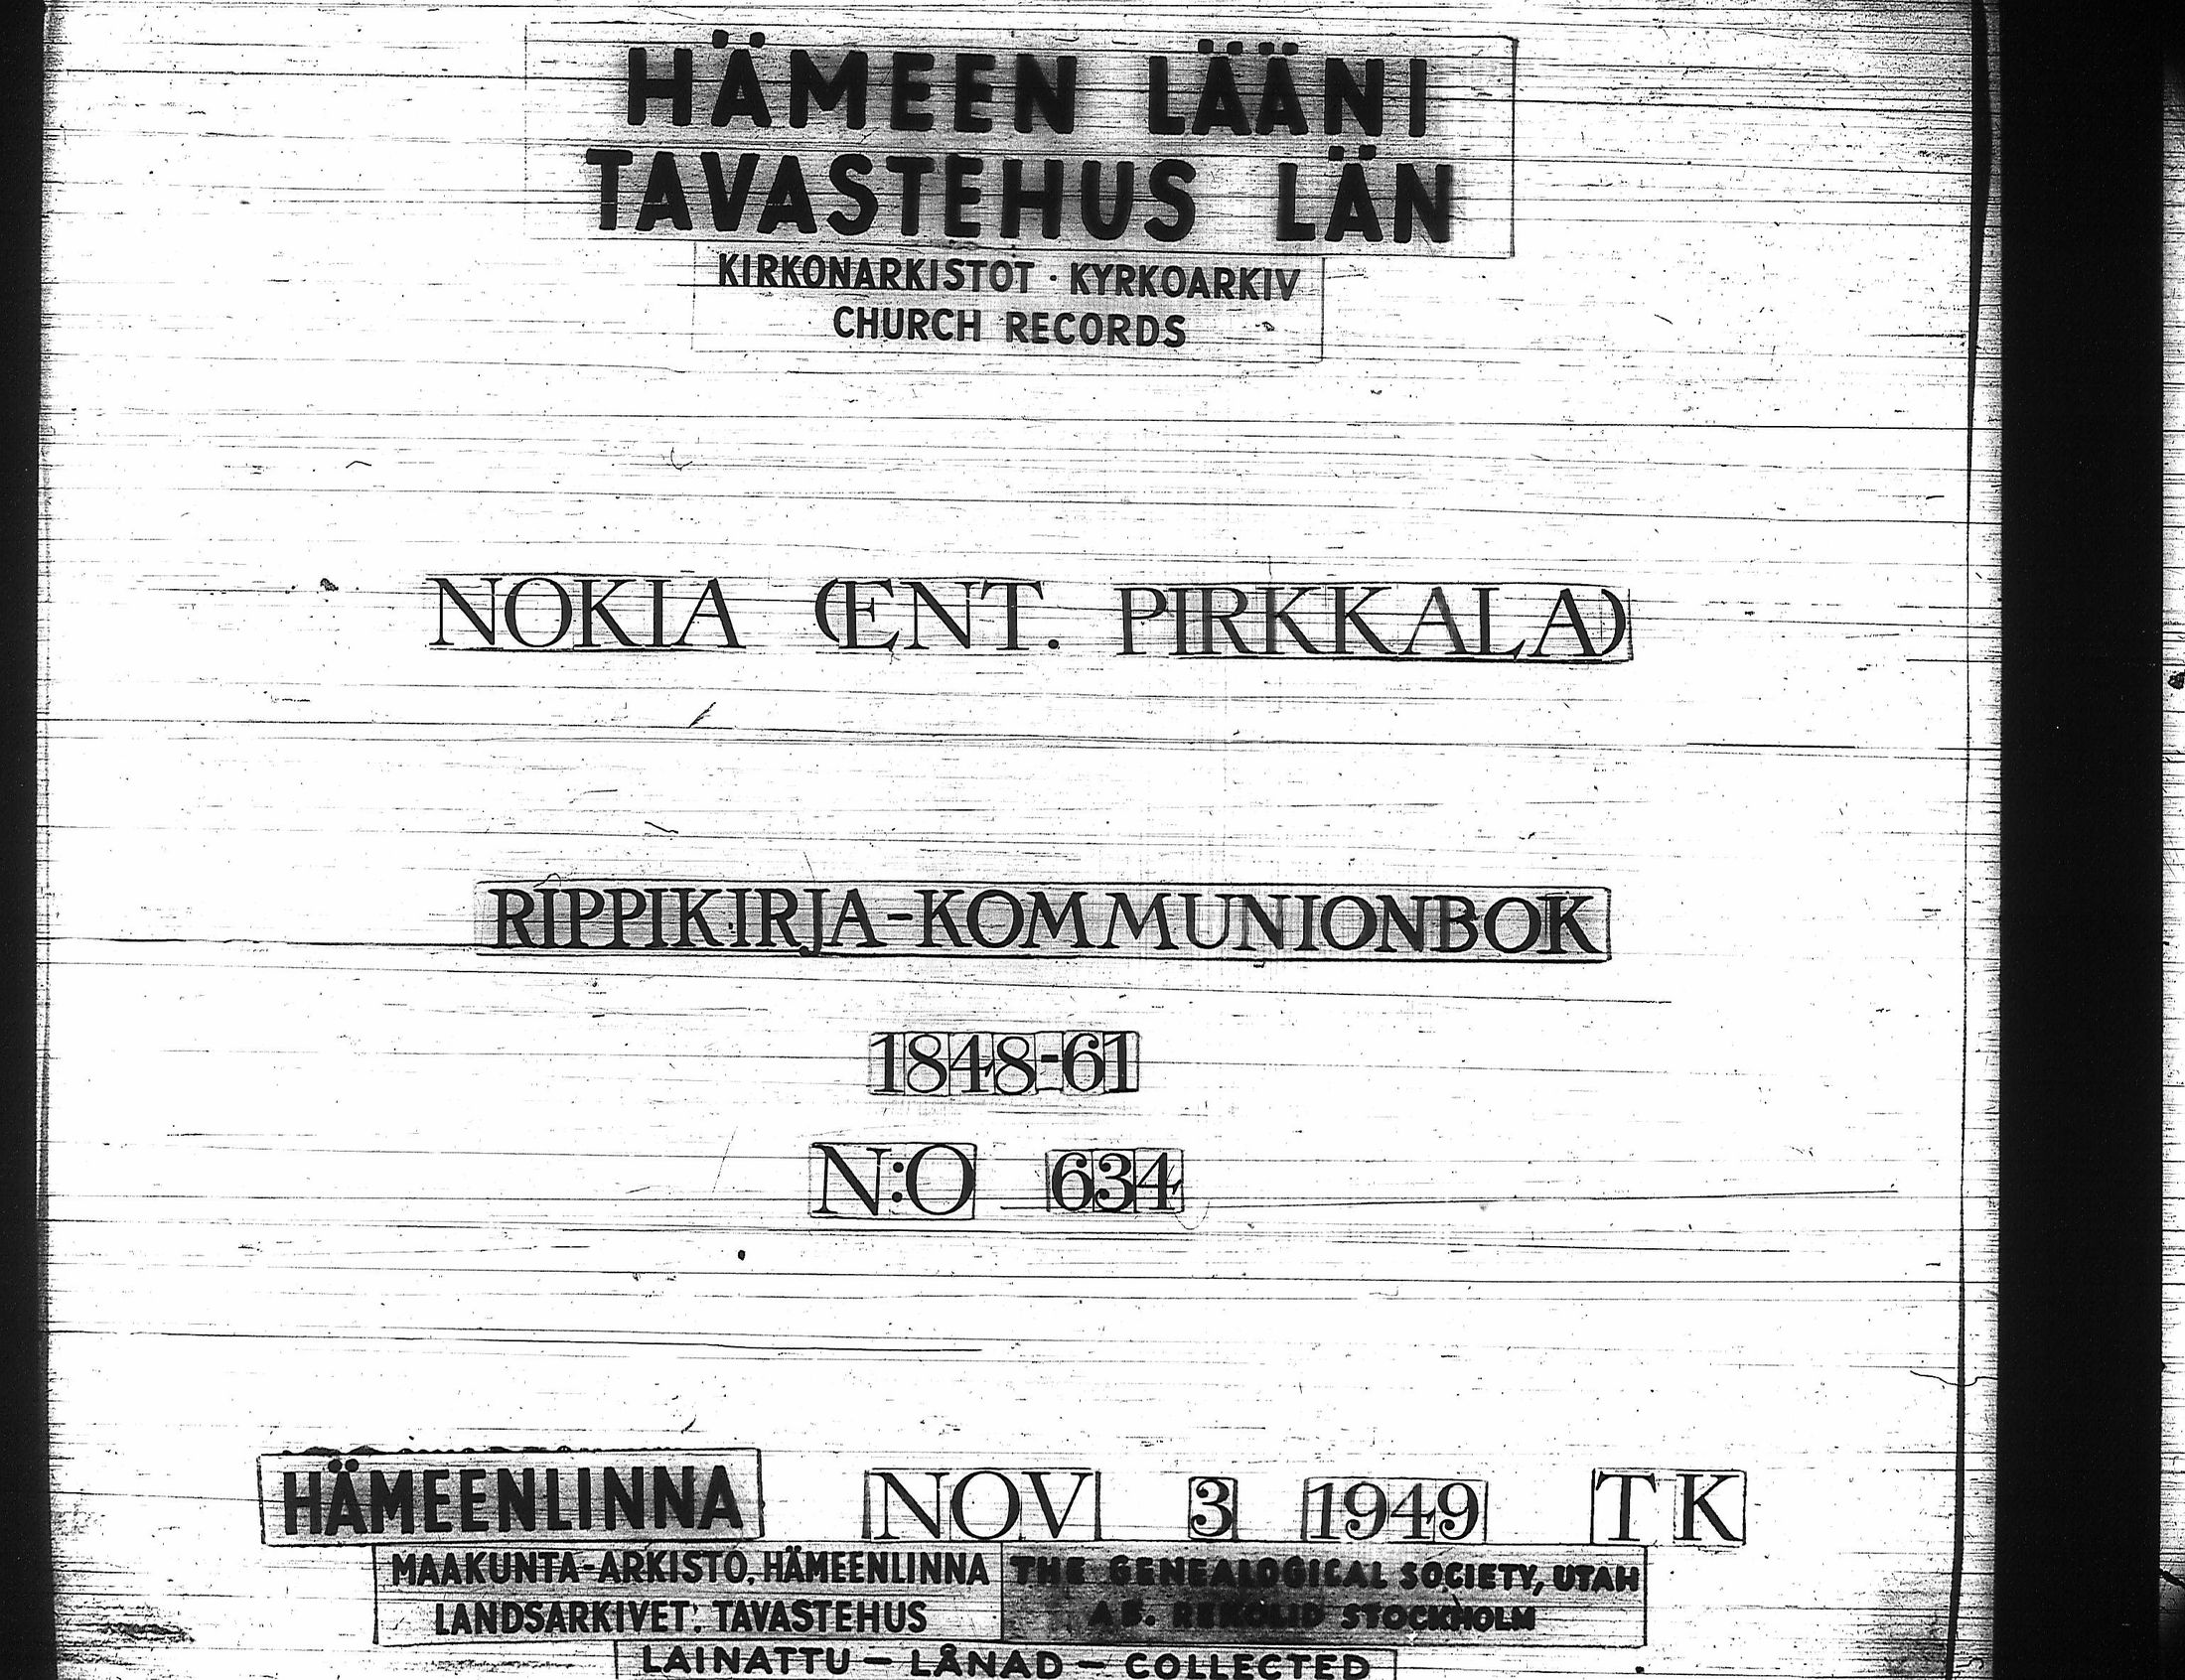 HÄMEEN LÄÄNI
TAVASTEHUS LÄN
KIRKONARKISTOT · KYRKOARKIV
CHURCH RECORDS
NOKIA (ENT. PIRKKALA)
RIPPIKIRJA-KOMMUNIONBOK
1848-61
N:O 634
HÄMEENLINNA NOV 3 1949 TK
MAAKUNTA-ARKISTO, HÄMEENLINNA
LANDSARKIVET: TAVASTEHUS
THE GENEALOGICAL SOCIETY, UTAH
AB. REKOLID STOCKHOLM
LAINATTU — LÅNAD — COLLECTED